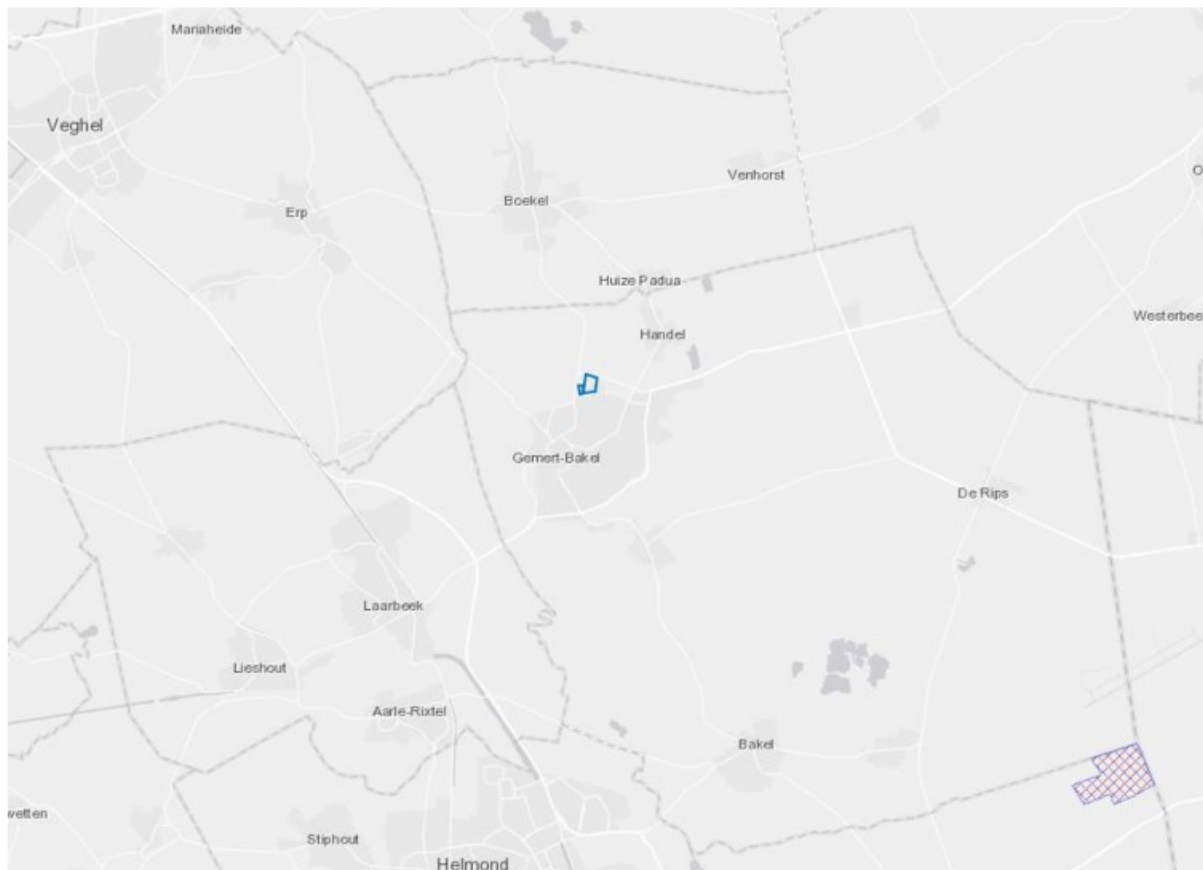 Mariaheide
Veghel
Venhorst
Boekel
Erp
Huize Padua
Westerbee
Handel
Gemert-Bakel
De Rips
Laarbeek
Lieshout
Aarle-Rixtel
Bakel
wetten
Stiphout
Helmond